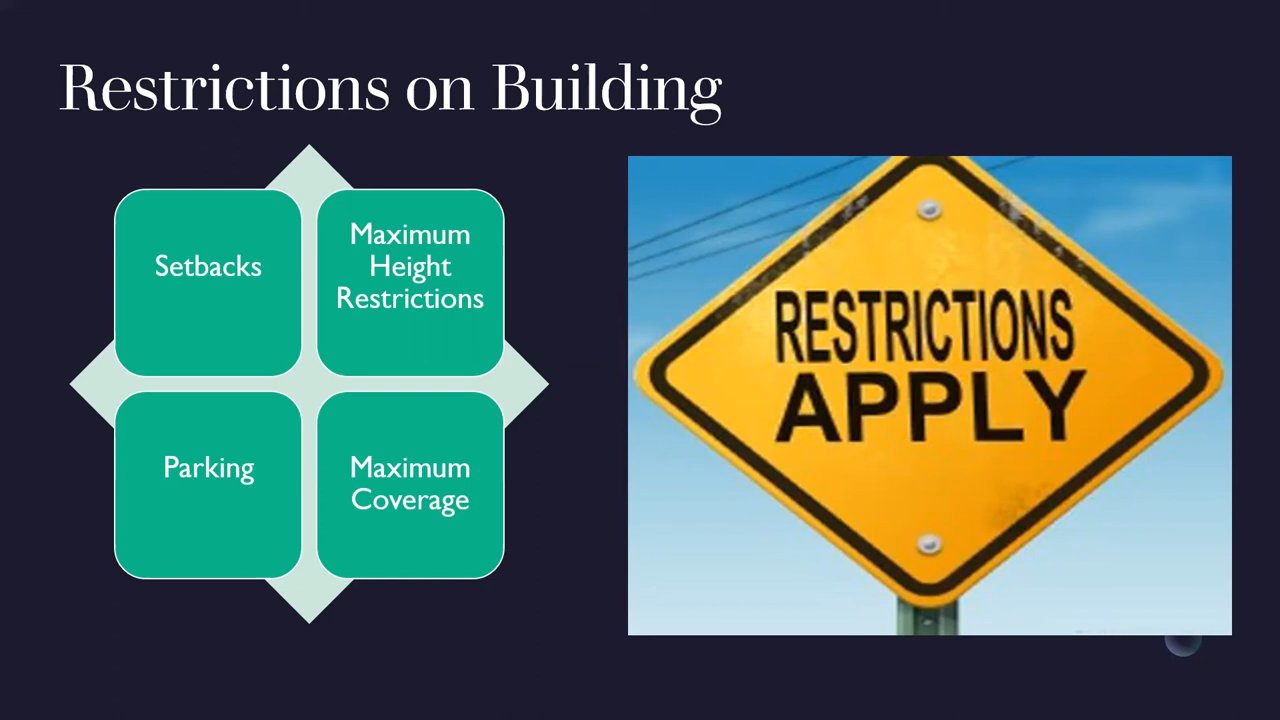 Restrictions on Building
Setbacks
Maximum
Height
Restrictions
Parking
Maximum
Coverage
RESTRICTIONS
APPLY